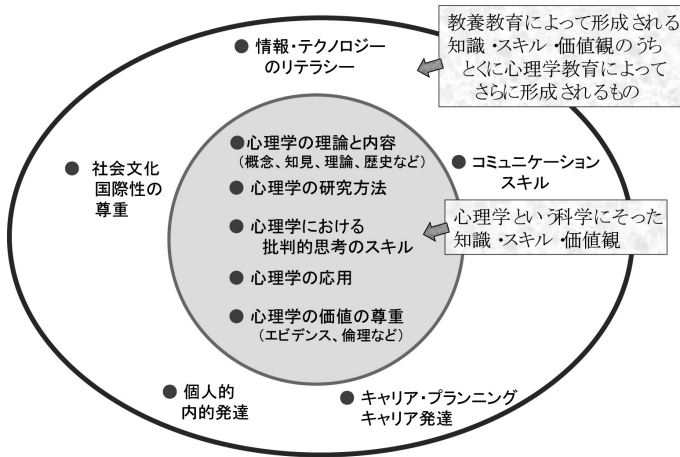 ● 情報・テクノロジー
のリテラシー
教養教育によって形成される
知識・スキル・価値観のうち
とくに心理学教育によって
さらに形成されるもの
● 社会文化
国際性の
尊重
● 心理学の理論と内容
(概念、知見、理論、歴史など)
● 心理学の研究方法
● 心理学における
批判的思考のスキル
● 心理学の応用
● 心理学の価値の尊重
(エビデンス、倫理など)
● コミュニケーション
スキル
心理学という科学にそった
知識・スキル・価値観
● 個人的
内的発達
● キャリア・プランニング
キャリア発達